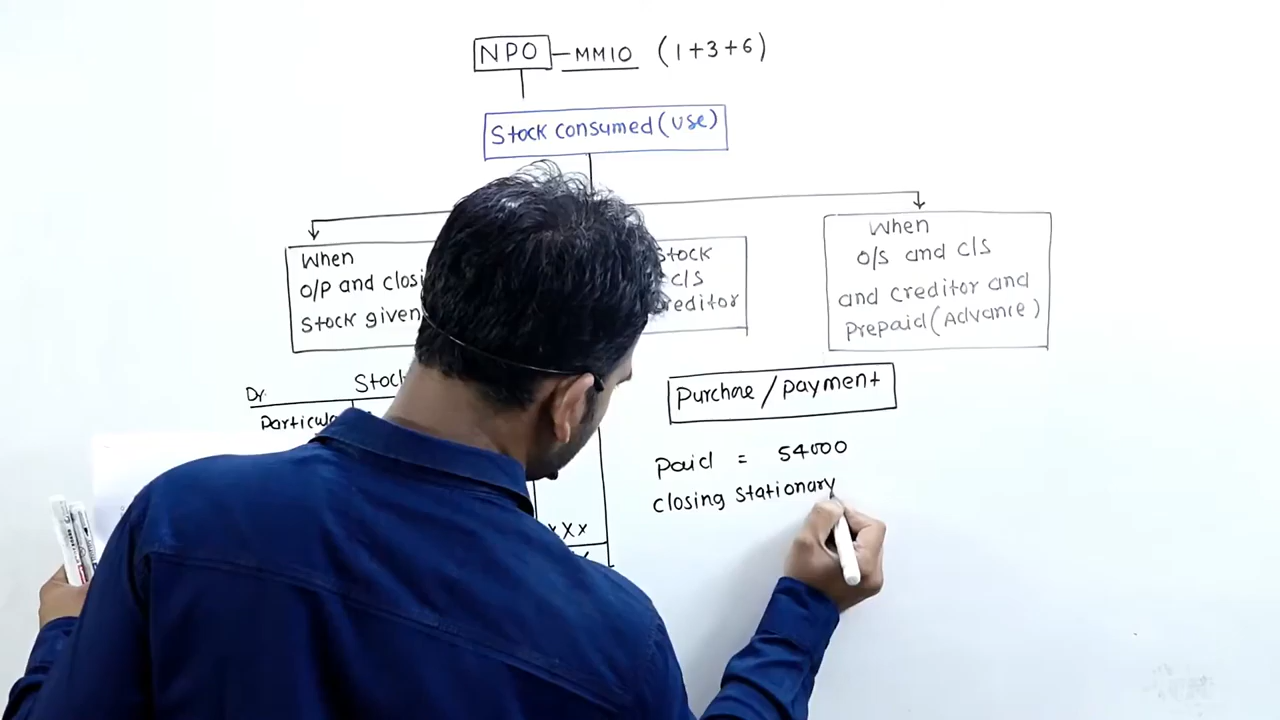 NPO - MM10 (1+3+6)
Stock consumed (use)
When
O/P and closi
Stock given
Stock
C/S
reditor
When
O/S and C/S
and creditor and
Prepaid (Advance)
Dr. Stoc
Particula
xXx
Purchase/payment
Paid = 54000
closing stationary